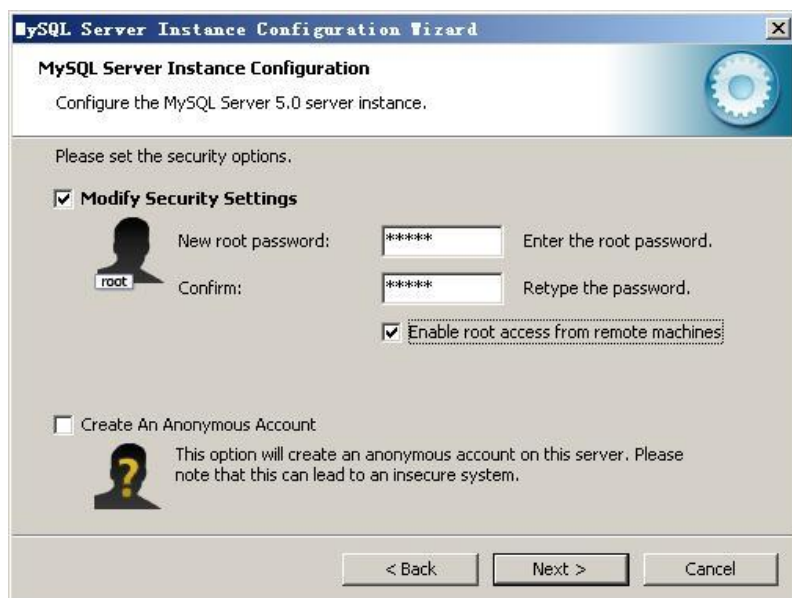 MySQL Server Instance Configuration Wizard
MySQL Server Instance Configuration
Configure the MySQL Server 5.0 server instance.
Please set the security options.
Modify Security Settings
root
New root password: ***** Enter the root password.
Confirm: ***** Retype the password.
Enable root access from remote machines
Create An Anonymous Account
This option will create an anonymous account on this server. Please
note that this can lead to an insecure system.
< Back Next > Cancel